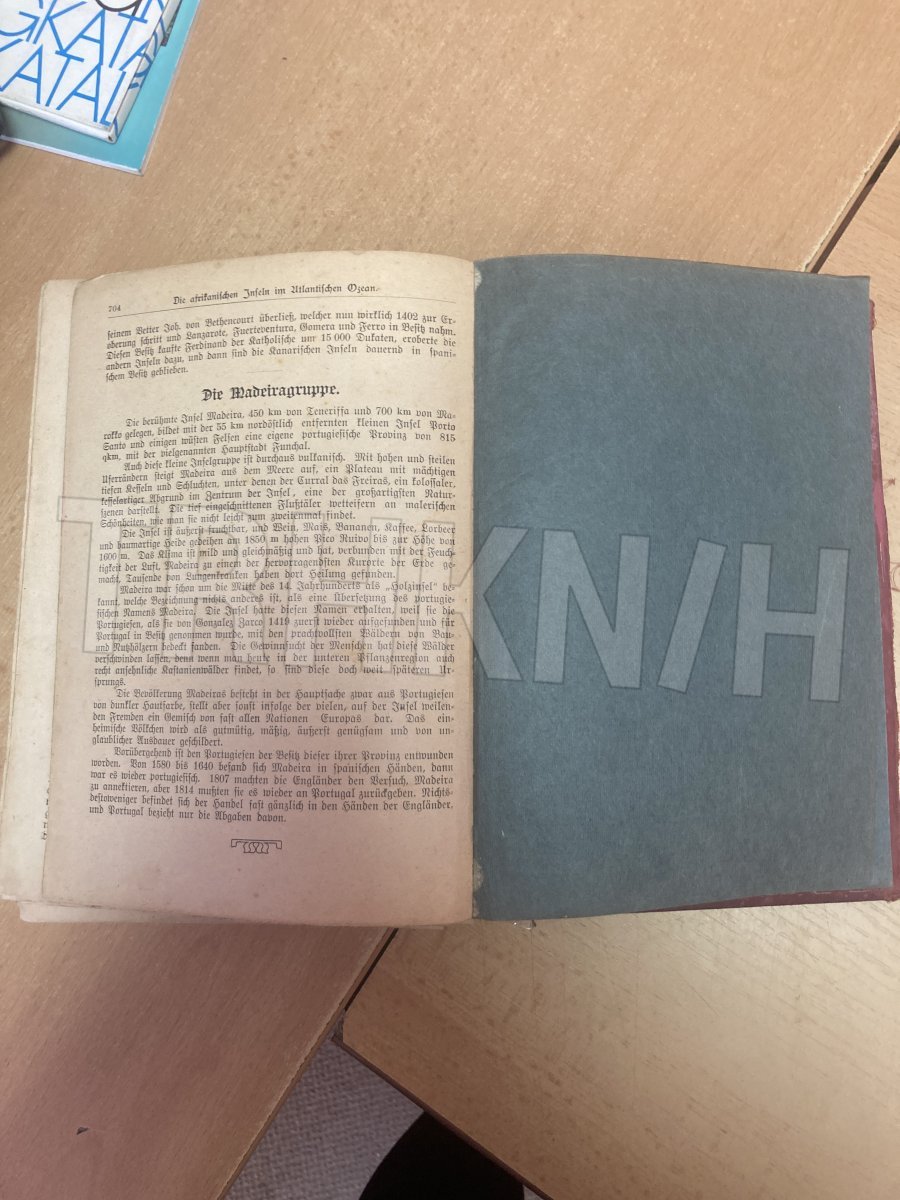 GKATAL
KATAL
704
Die afrikanischen Inseln im Atlantischen Ozean.
seinem Vetter Joh. von Bethencourt überließ, welcher nun wirklich 1402 zur Er-
oberung schritt und Lanzarote, Fuerteventura, Gomera und Ferro in Besitz nahm.
Diesen Besitz kaufte Ferdinand der Katholische um 15 000 Dukaten, eroberte die
andern Inseln dazu, und dann sind die Kanarischen Inseln dauernd in spani-
schem Besitz geblieben.
Die Madeiragruppe.
Die berühmte Insel Madeira, 450 km von Teneriffa und 700 km von Ma-
rokko gelegen, bildet mit der 55 km nordöstlich entfernten kleinen Insel Porto
Santo und einigen wüsten Felsen eine eigene portugiesische Provinz von 815
qkm, mit der vielgenannten Hauptstadt Funchal.
Auch diese kleine Inselgruppe ist durchaus vulkanisch. Mit hohen und steilen
Uferrändern steigt Madeira aus dem Meere auf, ein Plateau mit mächtigen
tiefen Kesseln und Schluchten, unter denen der Curral das Freiras, ein kolossaler,
kesselartiger Abgrund im Zentrum der Insel, eine der großartigsten Natur-
szenen darstellt. Die tief eingeschnittenen Flußtäler wetteifern an malerischen
Schönheiten, wie man sie nicht leicht zum zweitenmal findet.
Die Insel ist äußerst fruchtbar, und Wein, Mais, Bananen, Kaffee, Lorbeer
und baumartige Heide gedeihen am 1850 m hohen Pico Ruivo bis zur Höhe von
1600 m. Das Klima ist mild und gleichmäßig und hat, verbunden mit der Feuch-
tigkeit der Luft, Madeira zu einem der hervorragendsten Kurorte der Erde ge-
macht, Tausende von Lungenkranken haben dort Heilung gefunden.
Madeira war schon um die Mitte des 14. Jahrhunderts als „Holzinsel“ be-
kannt, welche Bezeichnung nichts anderes ist, als eine Übersetzung des portugie-
sischen Namens Madeira. Die Insel hatte diesen Namen erhalten, weil sie die
Portugiesen, als sie von Gonzalez Zarco 1419 zuerst wieder aufgefunden und für
Portugal in Besitz genommen wurde, mit den prachtvollsten Wäldern von Bau-
und Nutzhölzern bedeckt fanden. Die Gewinnsucht der Menschen hat diese Wälder
verschwinden lassen, denn wenn man heute in der unteren Pflanzenregion auch
recht ansehnliche Kastanienwälder findet, so sind diese doch weit späteren Ur-
sprungs.
Die Bevölkerung Madeiras besteht in der Hauptsache zwar aus Portugiesen
von dunkler Hautfarbe, stellt aber sonst infolge der vielen, auf der Insel weilen-
den Fremden ein Gemisch von fast allen Nationen Europas dar. Das ein-
heimische Völkchen wird als gutmütig, mäßig, äußerst genügsam und von un-
glaublicher Ausdauer geschildert.
Vorübergehend ist den Portugiesen der Besitz dieser ihrer Provinz entwunden
worden. Von 1580 bis 1640 befand sich Madeira in spanischen Händen, dann
war es wieder portugiesisch. 1807 machten die Engländer den Versuch, Madeira
zu annektieren, aber 1814 mußten sie es wieder an Portugal zurückgeben. Nichts-
destoweniger befindet sich der Handel fast gänzlich in den Händen der Engländer,
und Portugal bezieht nur die Abgaben davon.